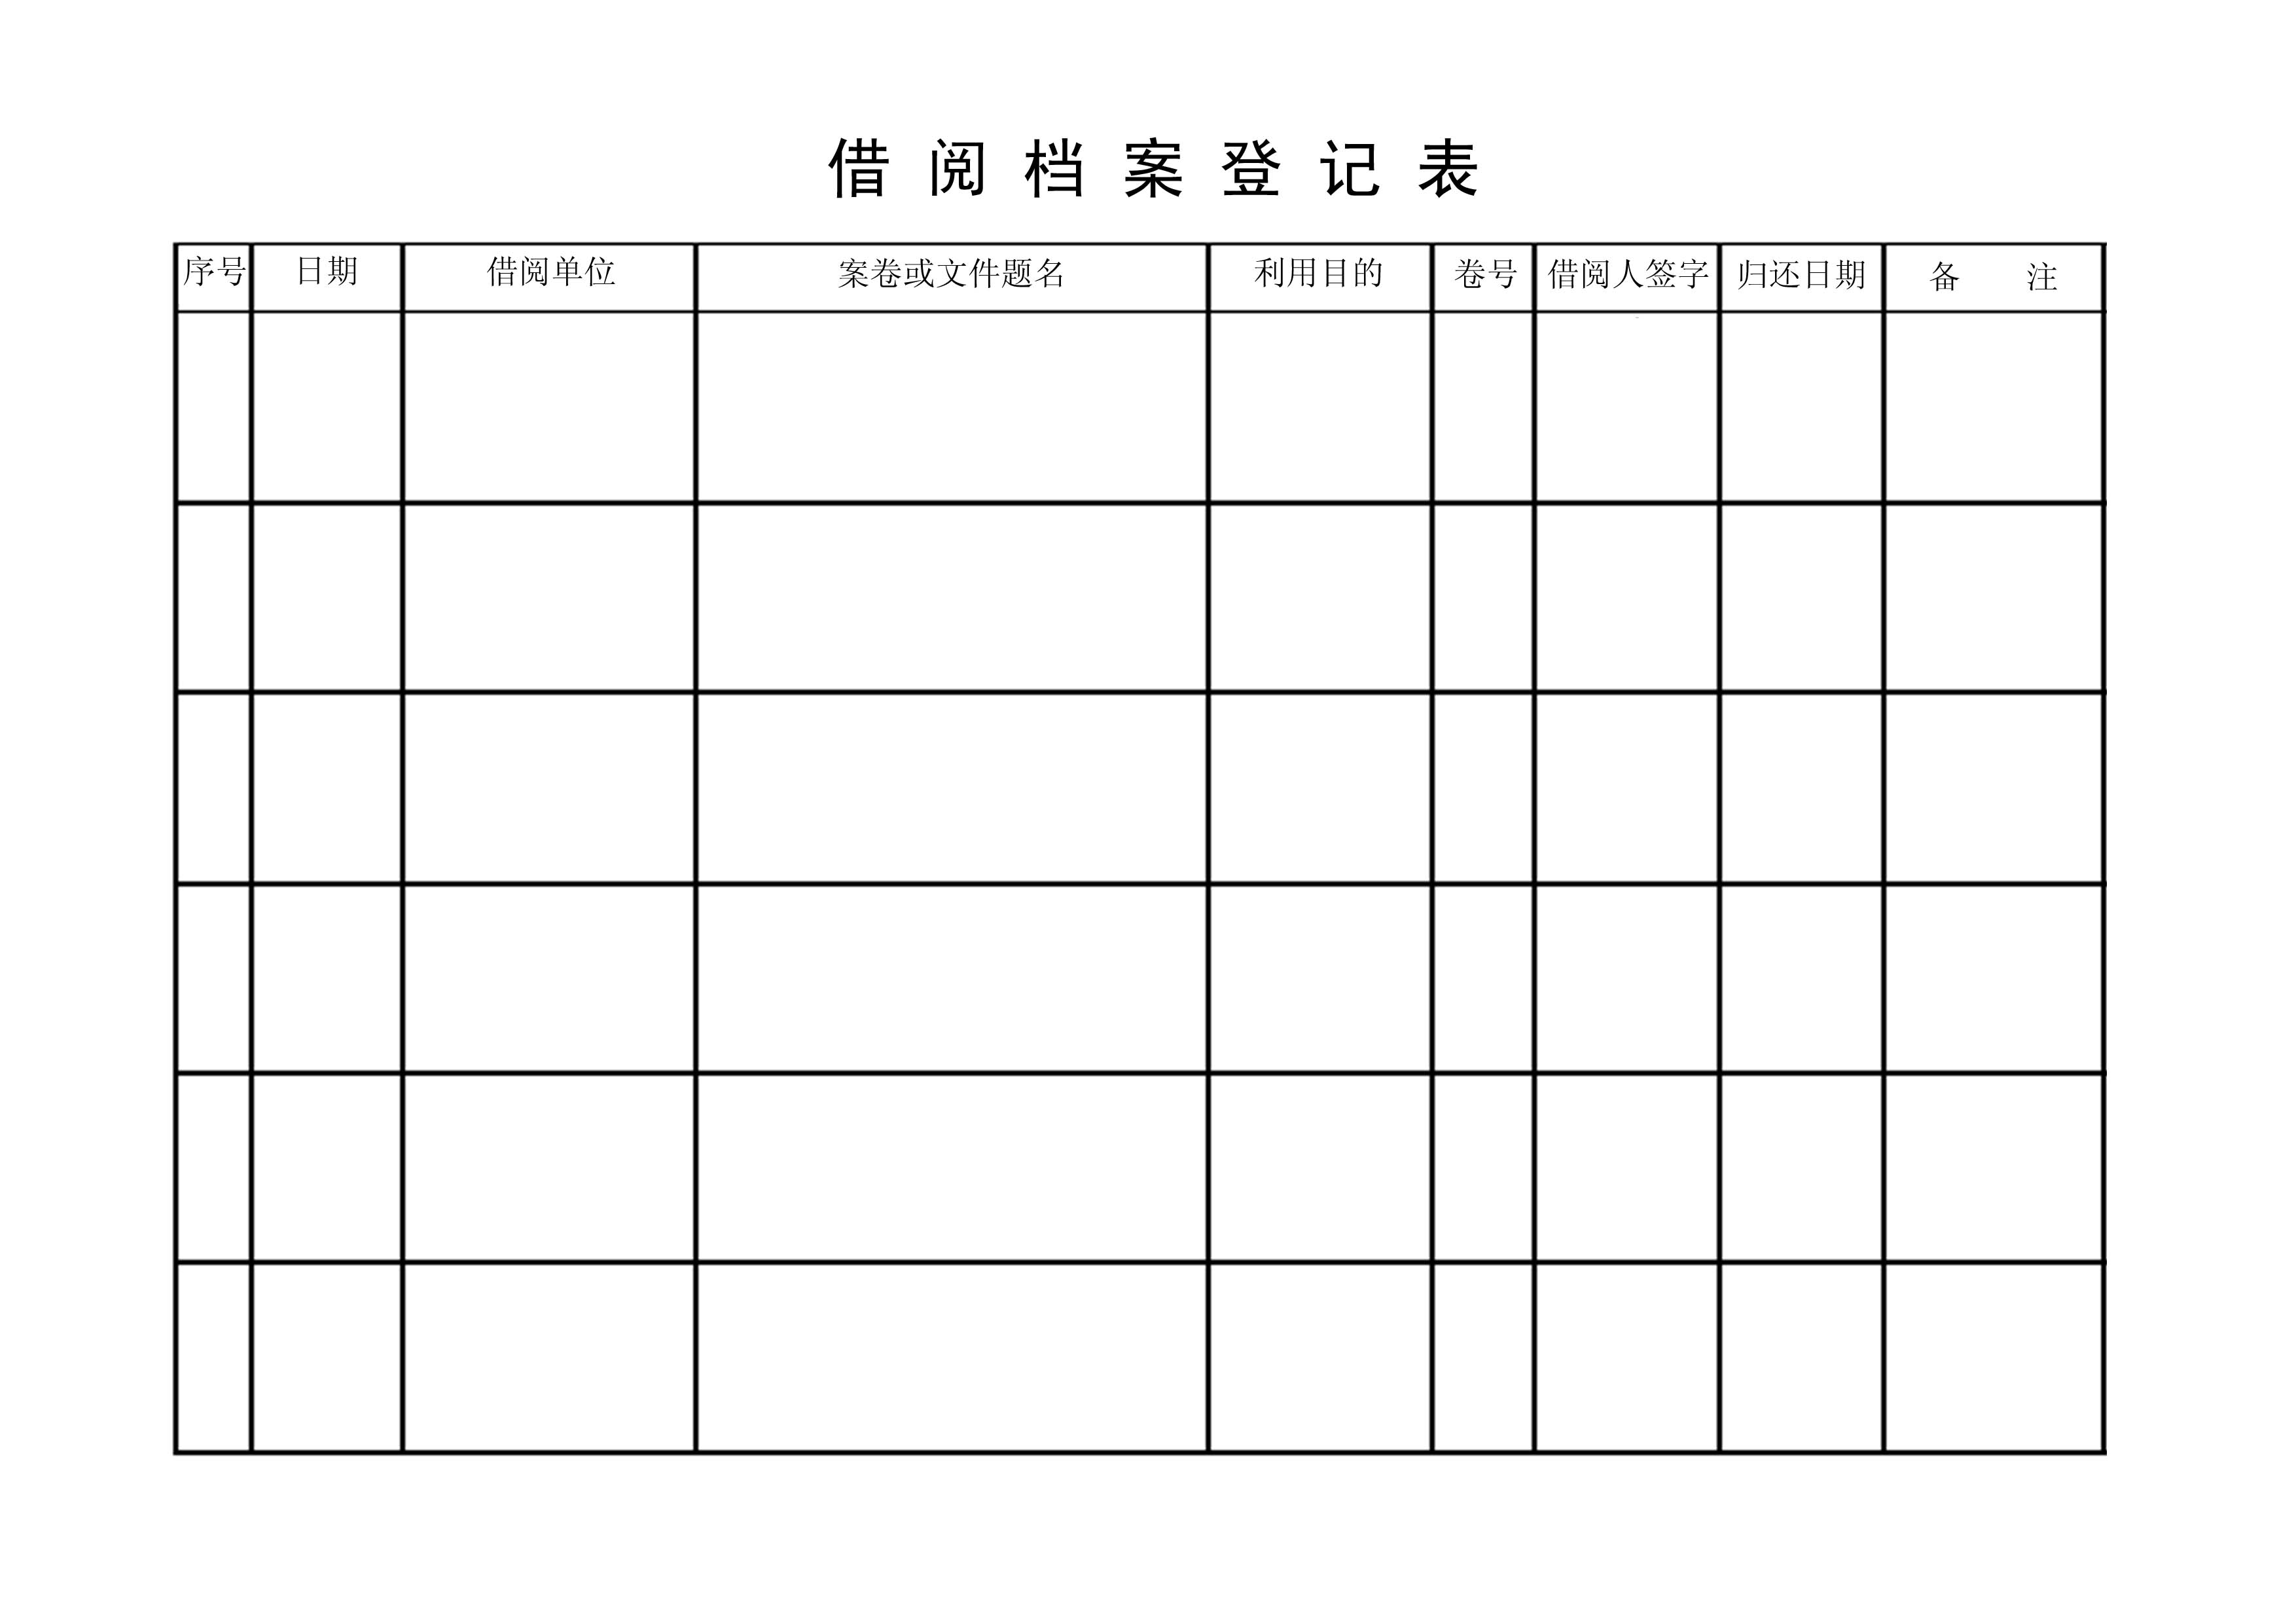 借 阅 档 案 登 记 表
序号 日期 借阅单位 案卷或文件题名 利用目的 卷号 借阅人签字 归还日期 备 注